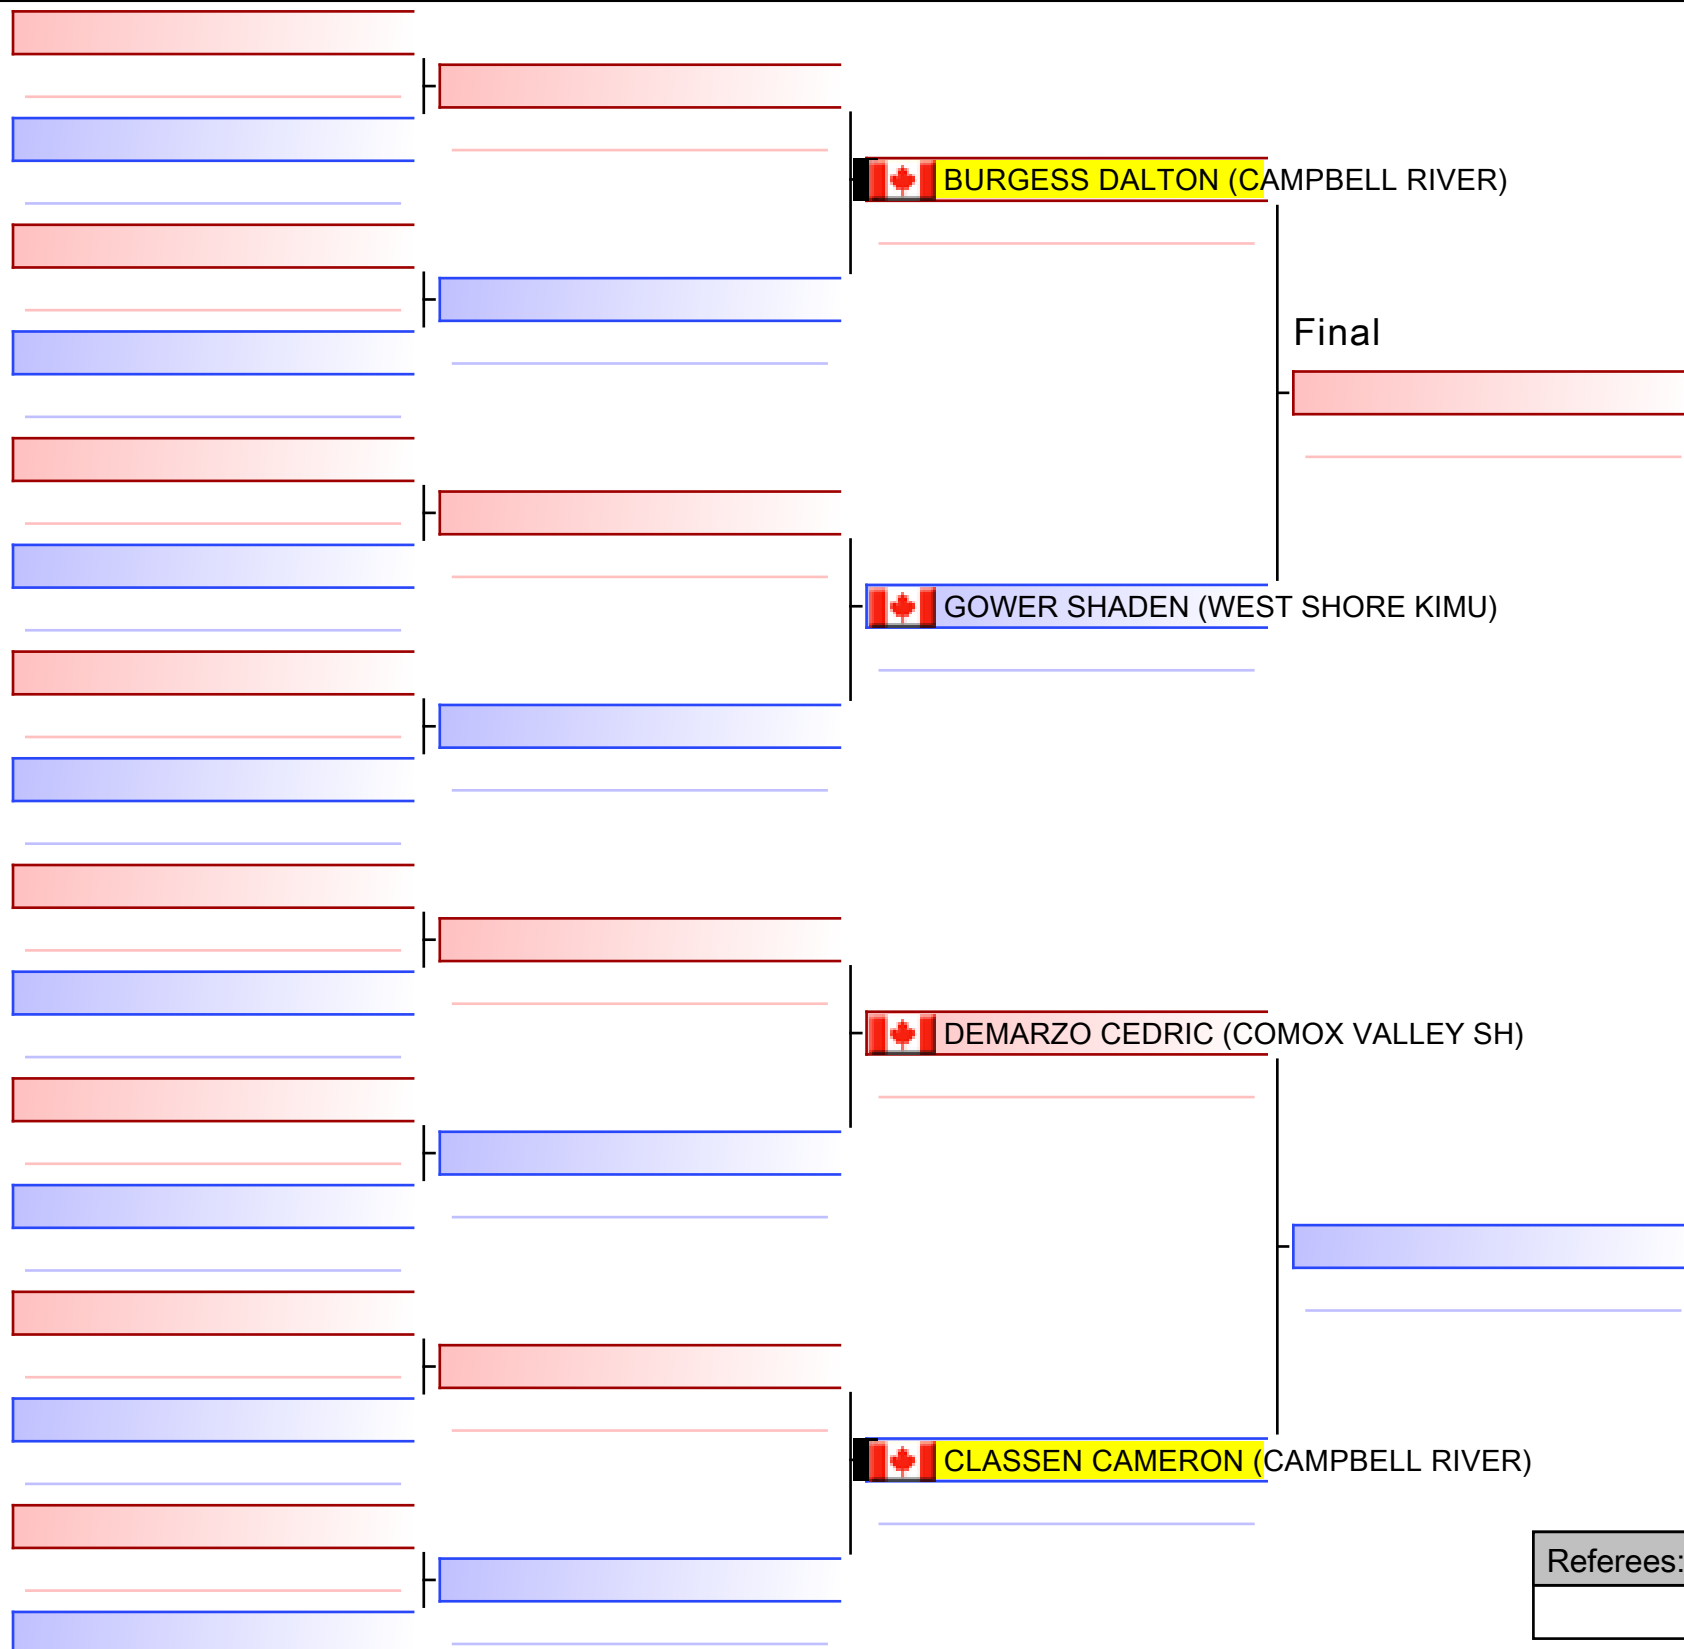 BURGESS DALTON (CAMPBELL RIVER)
Final
GOWER SHADEN (WEST SHORE KIMU)
DEMARZO CEDRIC (COMOX VALLEY SH)
CLASSEN CAMERON (CAMPBELL RIVER)
Referees: